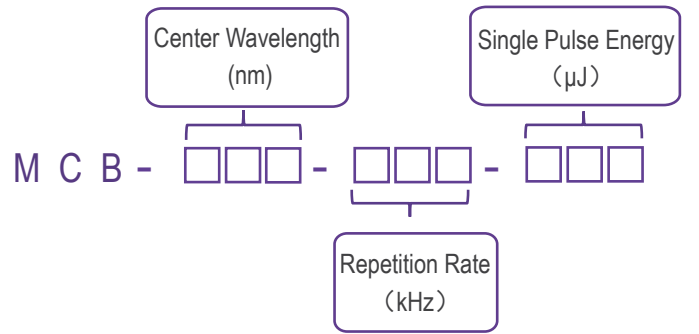 Center Wavelength
(nm)
Single Pulse Energy
（μJ）
M C B - □□□ - □□□ - □□□
Repetition Rate
（kHz）